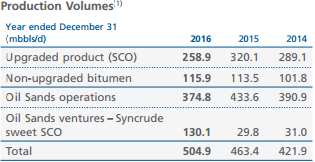 Production Volumes(1)
Year ended December 31
(mbbls/d) 2016 2015 2014
Upgraded product (SCO) 258.9 320.1 289.1
Non-upgraded bitumen 115.9 113.5 101.8
Oil Sands operations 374.8 433.6 390.9
Oil Sands ventures – Syncrude
sweet SCO 130.1 29.8 31.0
Total 504.9 463.4 421.9